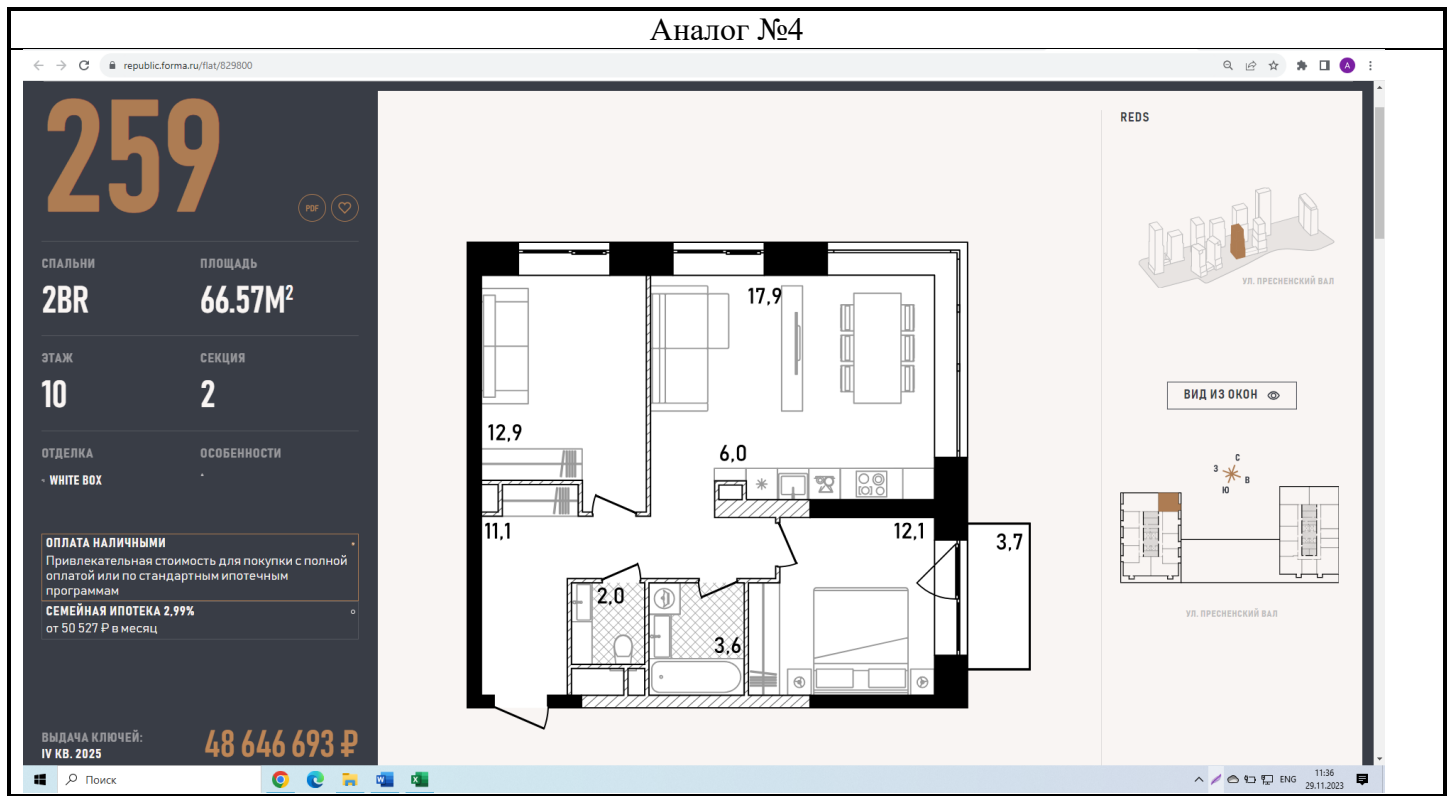 Аналог №4
republic.forma.ru/flat/829800
A
259
PDF
СПАЛЬНИ ПЛОЩАДЬ
2BR 66.57М²
ЭТАЖ СЕКЦИЯ
10 2
ОТДЕЛКА ОСОБЕННОСТИ
WHITE BOX
ОПЛАТА НАЛИЧНЫМИ
Привлекательная стоимость для покупки с полной
оплатой или по стандартным ипотечным
программам
СЕМЕЙНАЯ ИПОТЕКА 2,99%
от 50 527 ₽ в месяц
ВЫДАЧА КЛЮЧЕЙ:
IV КВ. 2025
48 646 693 ₽
17,9
12,9
6,0
11,1
12,1
3,7
2,0
3,6
REDS
УЛ. ПРЕСНЕНСКИЙ ВАЛ
ВИД ИЗ ОКОН
С
З
В
Ю
УЛ. ПРЕСНЕНСКИЙ ВАЛ
Поиск
ENG
11:36
29.11.2023